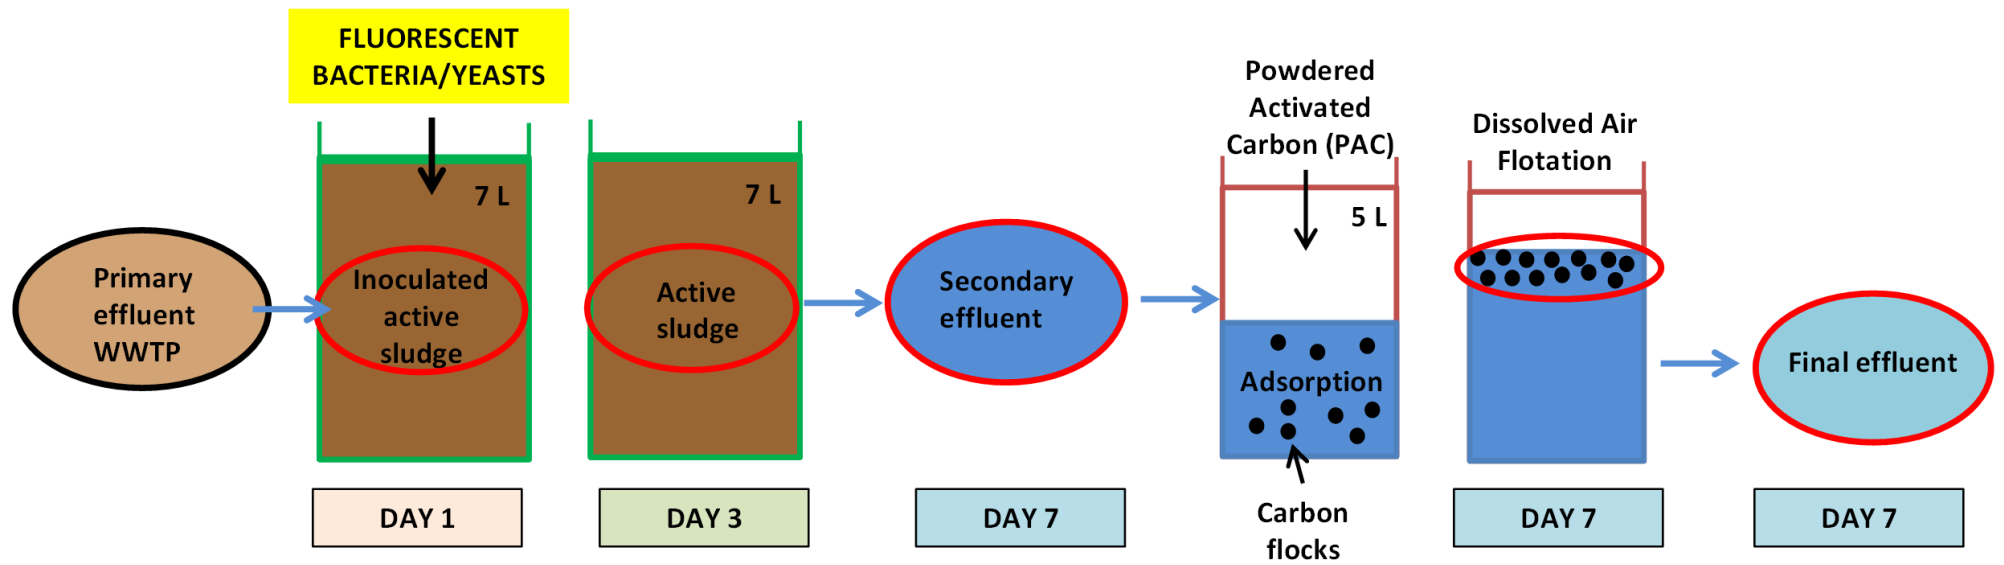 FLUORESCENT
BACTERIA/YEASTS
7 L
Primary
effluent
WWTP
Inoculated
active
sludge
DAY 1
7 L
Active
sludge
DAY 3
Secondary
effluent
DAY 7
Powdered
Activated
Carbon (PAC)
5 L
Adsorption
Carbon
flocks
Dissolved Air
Flotation
DAY 7
Final effluent
DAY 7